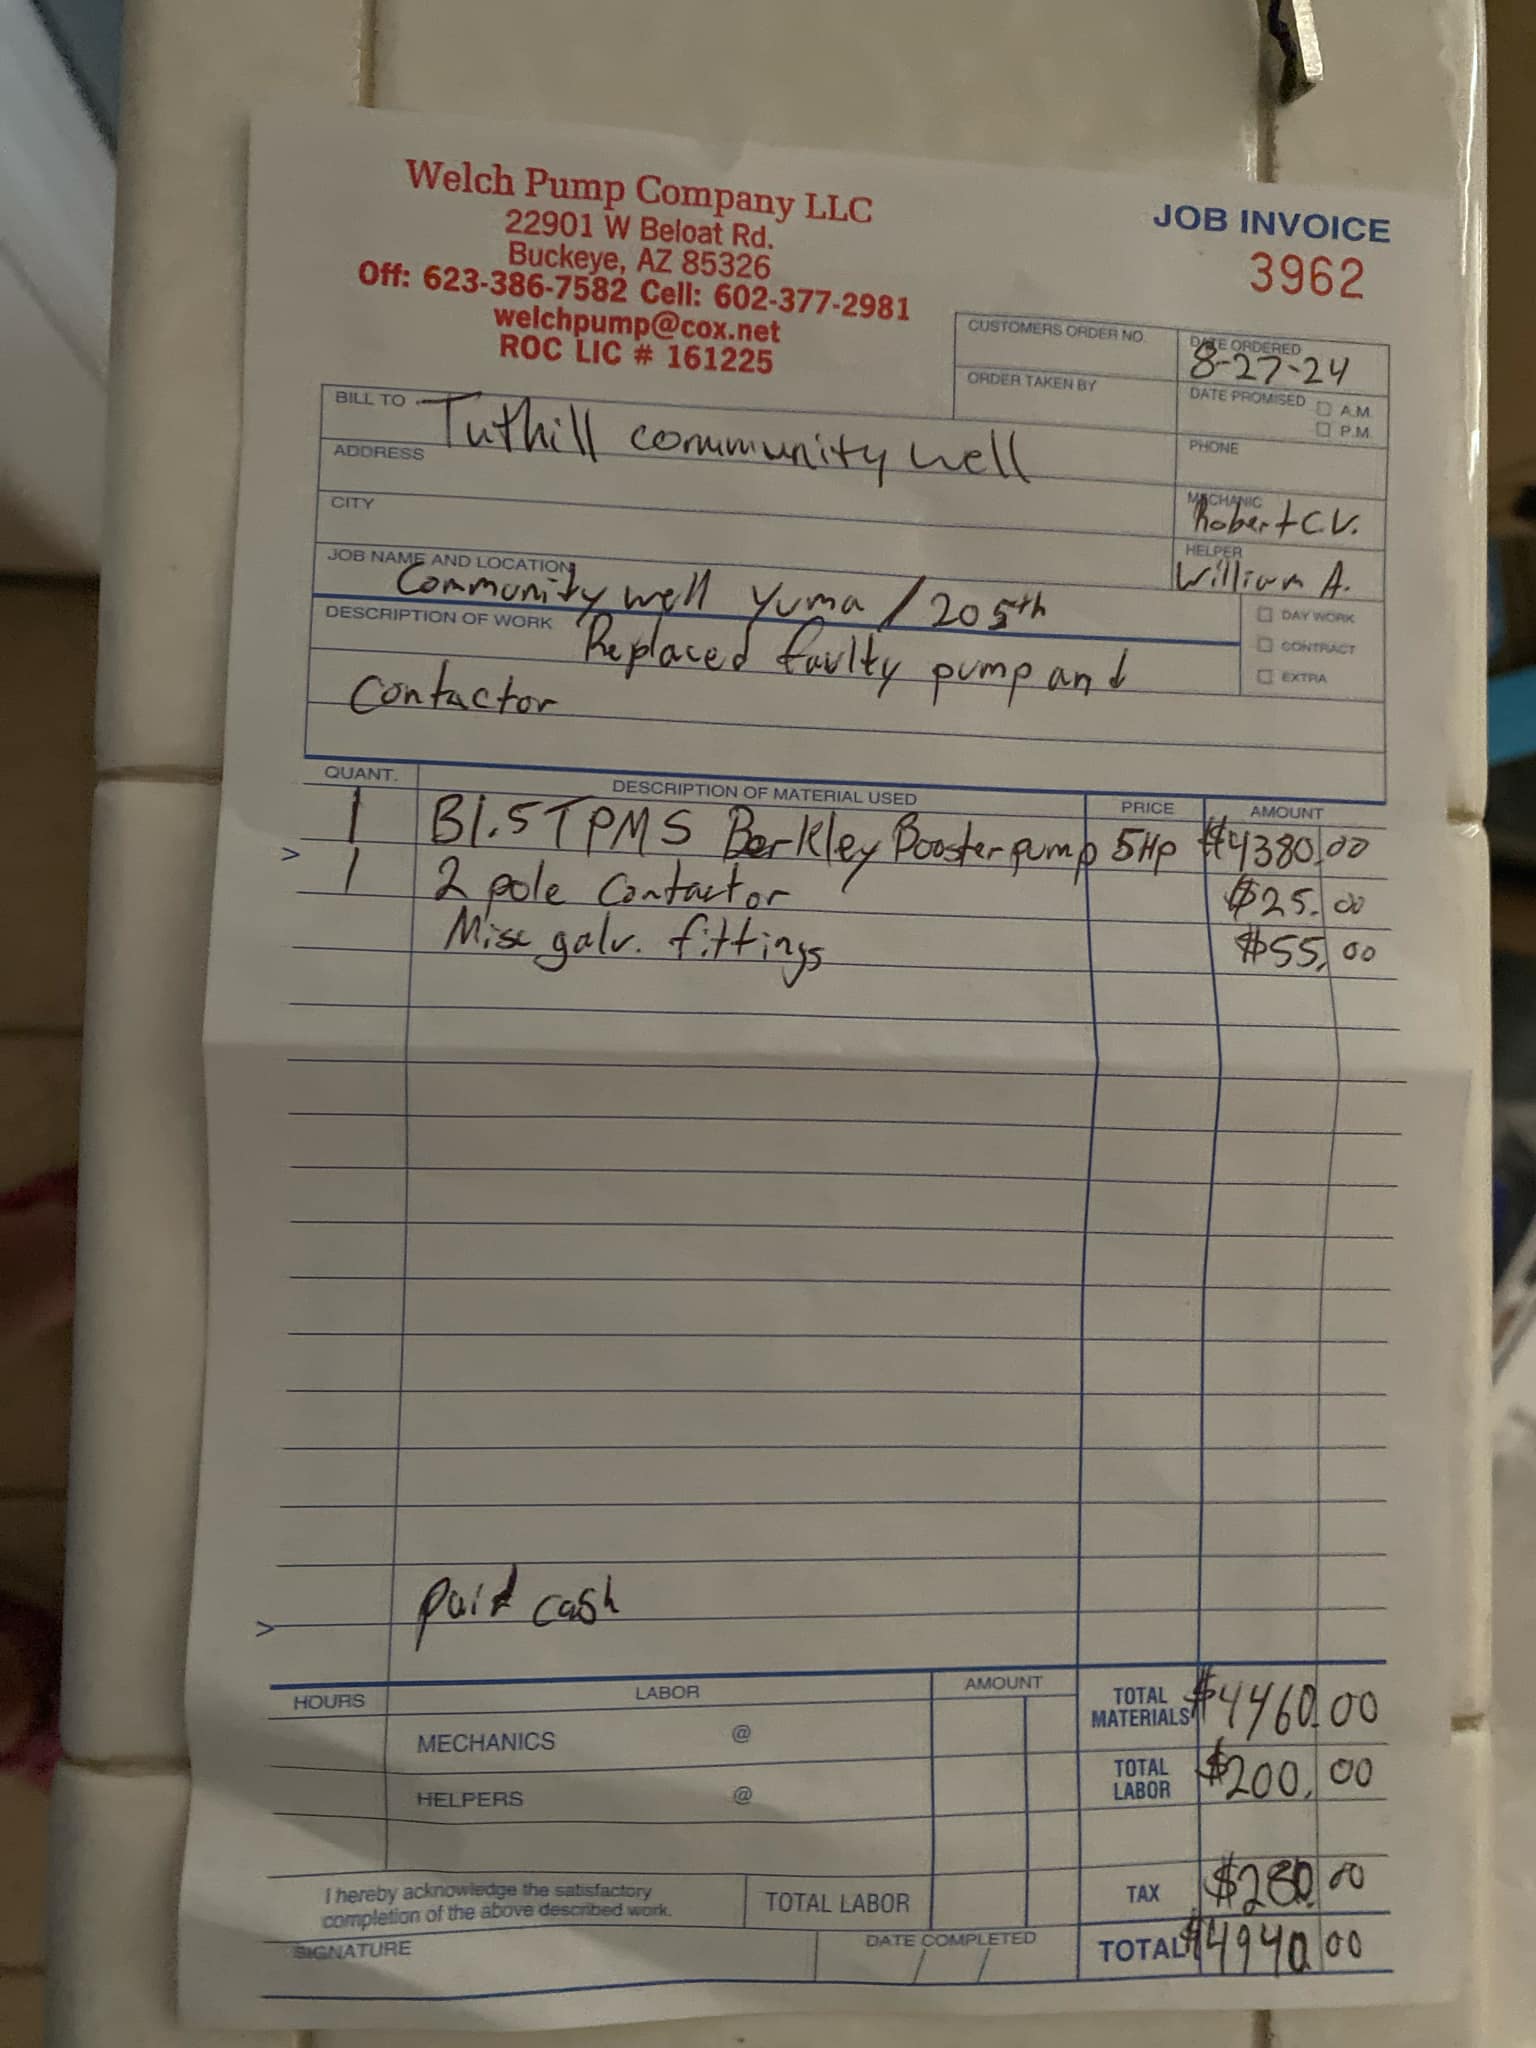 Welch Pump Company LLC
22901 W Beloat Rd.
Buckeye, AZ 85326
Off: 623-386-7582 Cell: 602-377-2981
welchpump@cox.net
ROC LIC # 161225
JOB INVOICE
3962
CUSTOMERS ORDER NO.
DATE ORDERED
8-27-24
ORDER TAKEN BY
DATE PROMISED
A.M.
P.M.
BILL TO
Tuthill community well
PHONE
ADDRESS
MECHANIC
Robert C.V.
CITY
HELPER
William A.
JOB NAME AND LOCATION
Community well Yuma / 205th
DESCRIPTION OF WORK
Replaced faulty pump and
contactor
DAY WORK
CONTRACT
EXTRA
QUANT. DESCRIPTION OF MATERIAL USED PRICE AMOUNT
1 B1.5TPMS Berkley Booster pump 5Hp $4380.00
> 1 2 pole contactor $25.00
Misc galv. fittings $55.00
paid cash
>
HOURS LABOR AMOUNT
TOTAL MATERIALS $4460.00
MECHANICS @
TOTAL LABOR $200.00
HELPERS @
I hereby acknowledge the satisfactory
completion of the above described work.
TOTAL LABOR
TAX $280.00
SIGNATURE
DATE COMPLETED
/ /
TOTAL $4940.00